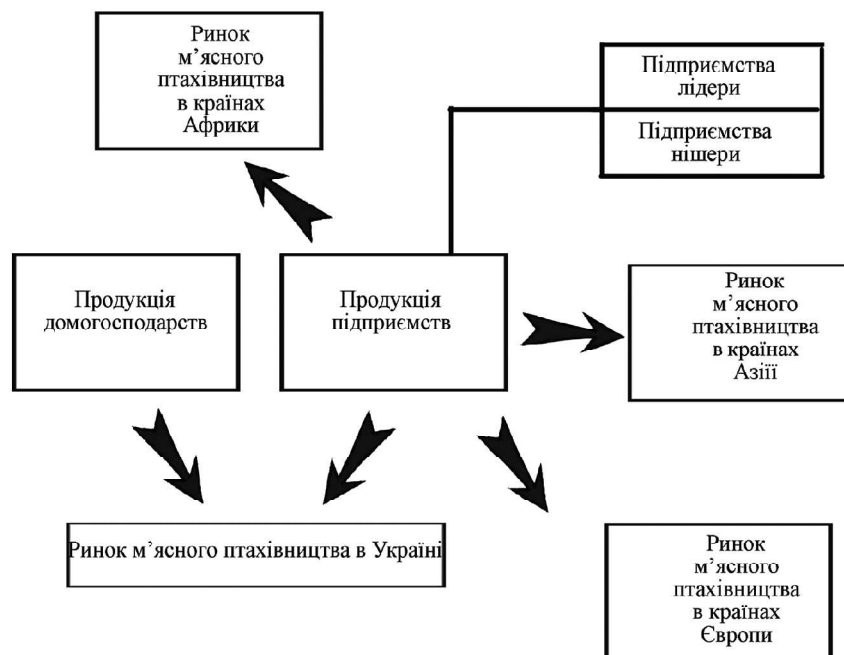 Ринок
м’ясного
птахівництва
в країнах
Африки
Підприємства
лідери
Підприємства
нішери
Продукція
домогосподарств
Продукція
підприємств
Ринок
м’ясного
птахівництва
в країнах
Азіїї
Ринок м’ясного птахівництва в Україні
Ринок
м’ясного
птахівництва
в країнах
Європи